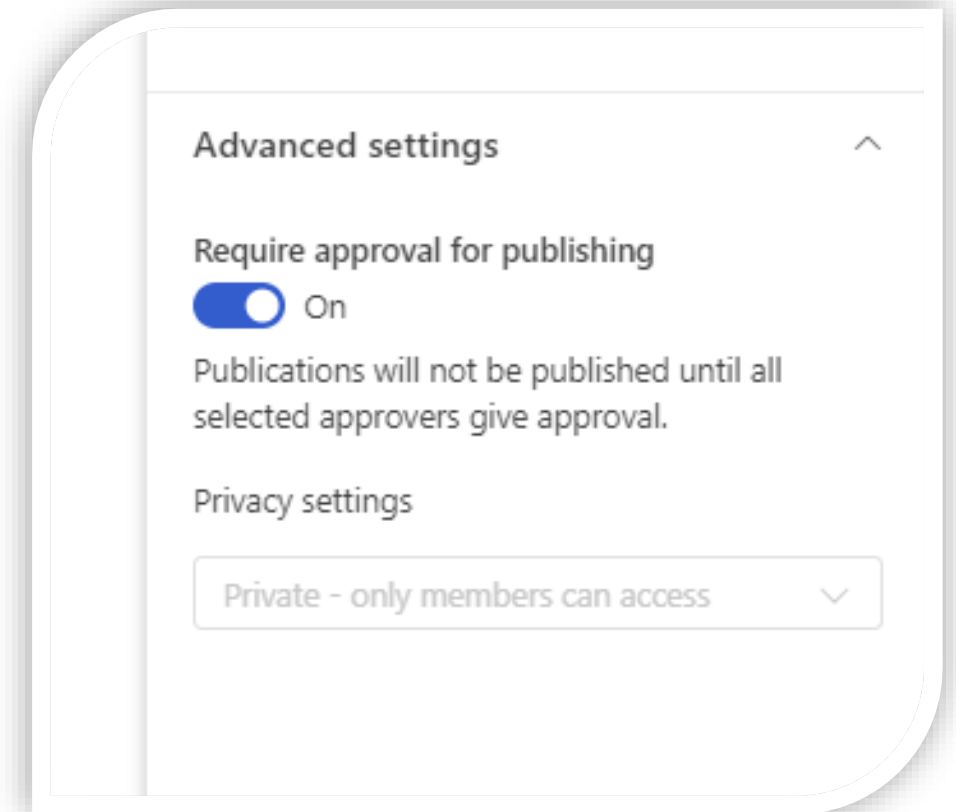 Advanced settings
Require approval for publishing
On
Publications will not be published until all
selected approvers give approval.
Privacy settings
Private - only members can access